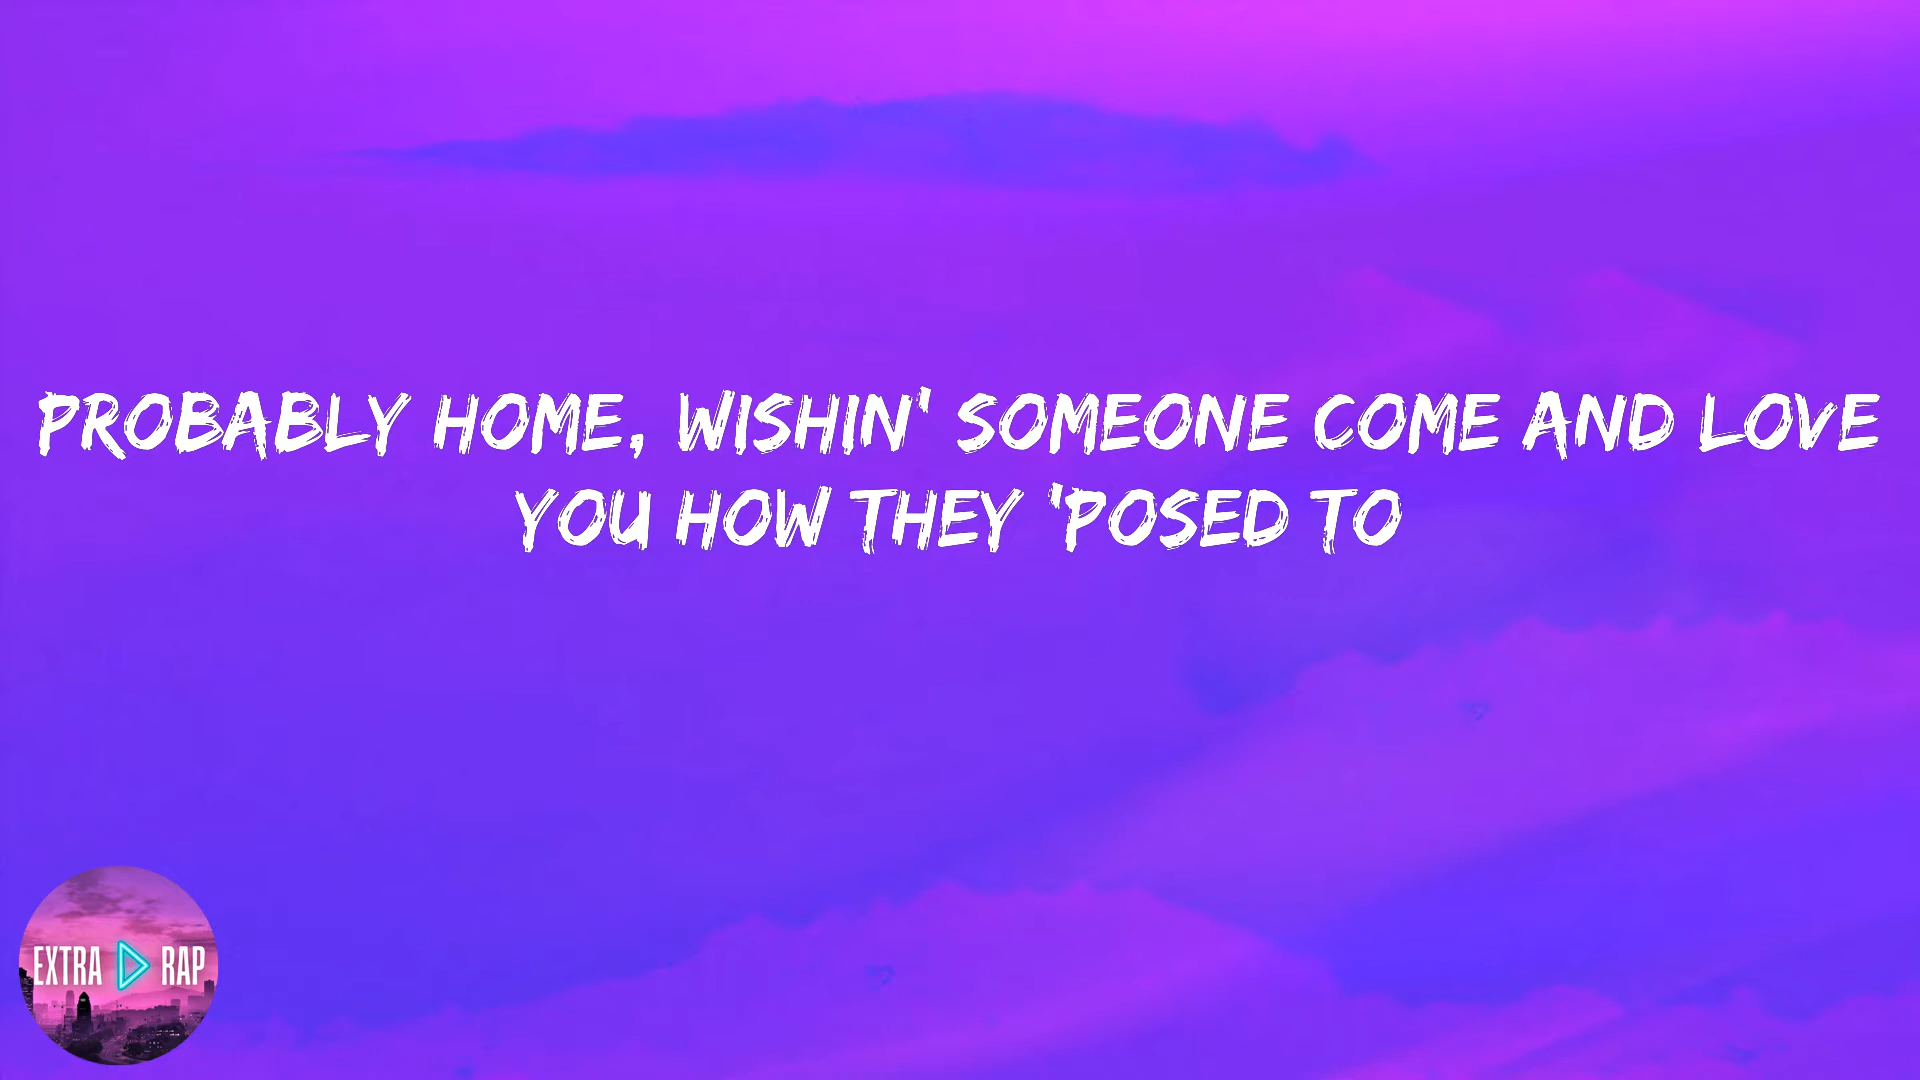 PROBABLY HOME, WISHIN' SOMEONE COME AND LOVE
YOU HOW THEY 'POSED TO
EXTRA RAP